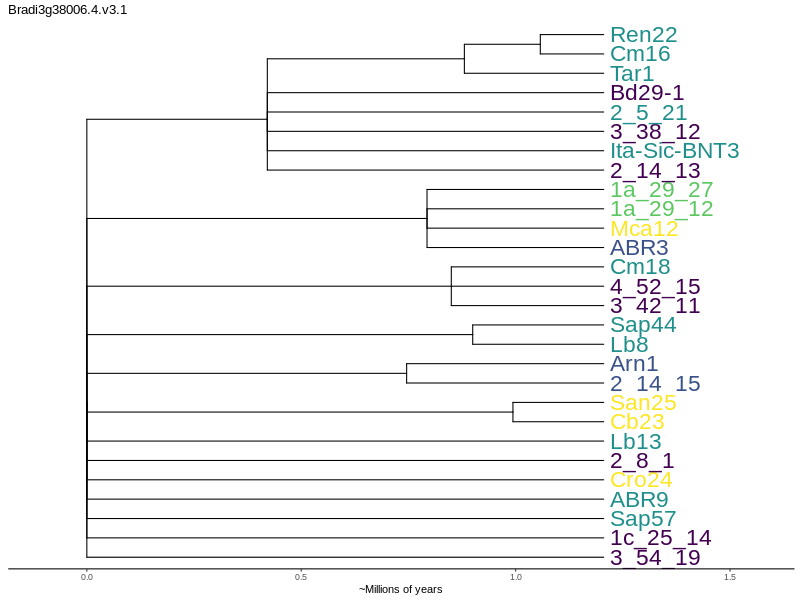 Bradi3g38006.4.v3.1
Ren22
Cm16
Tar1
Bd29-1
2_5_21
3_38_12
Ita-Sic-BNT3
2_14_13
1a_29_27
1a_29_12
Mca12
ABR3
Cm18
4_52_15
3_42_11
Sap44
Lb8
Arn1
2_14_15
San25
Cb23
Lb13
2_8_1
Cro24
ABR9
Sap57
1c_25_14
3_54_19
0.0 0.5 1.0 1.5
~Millions of years